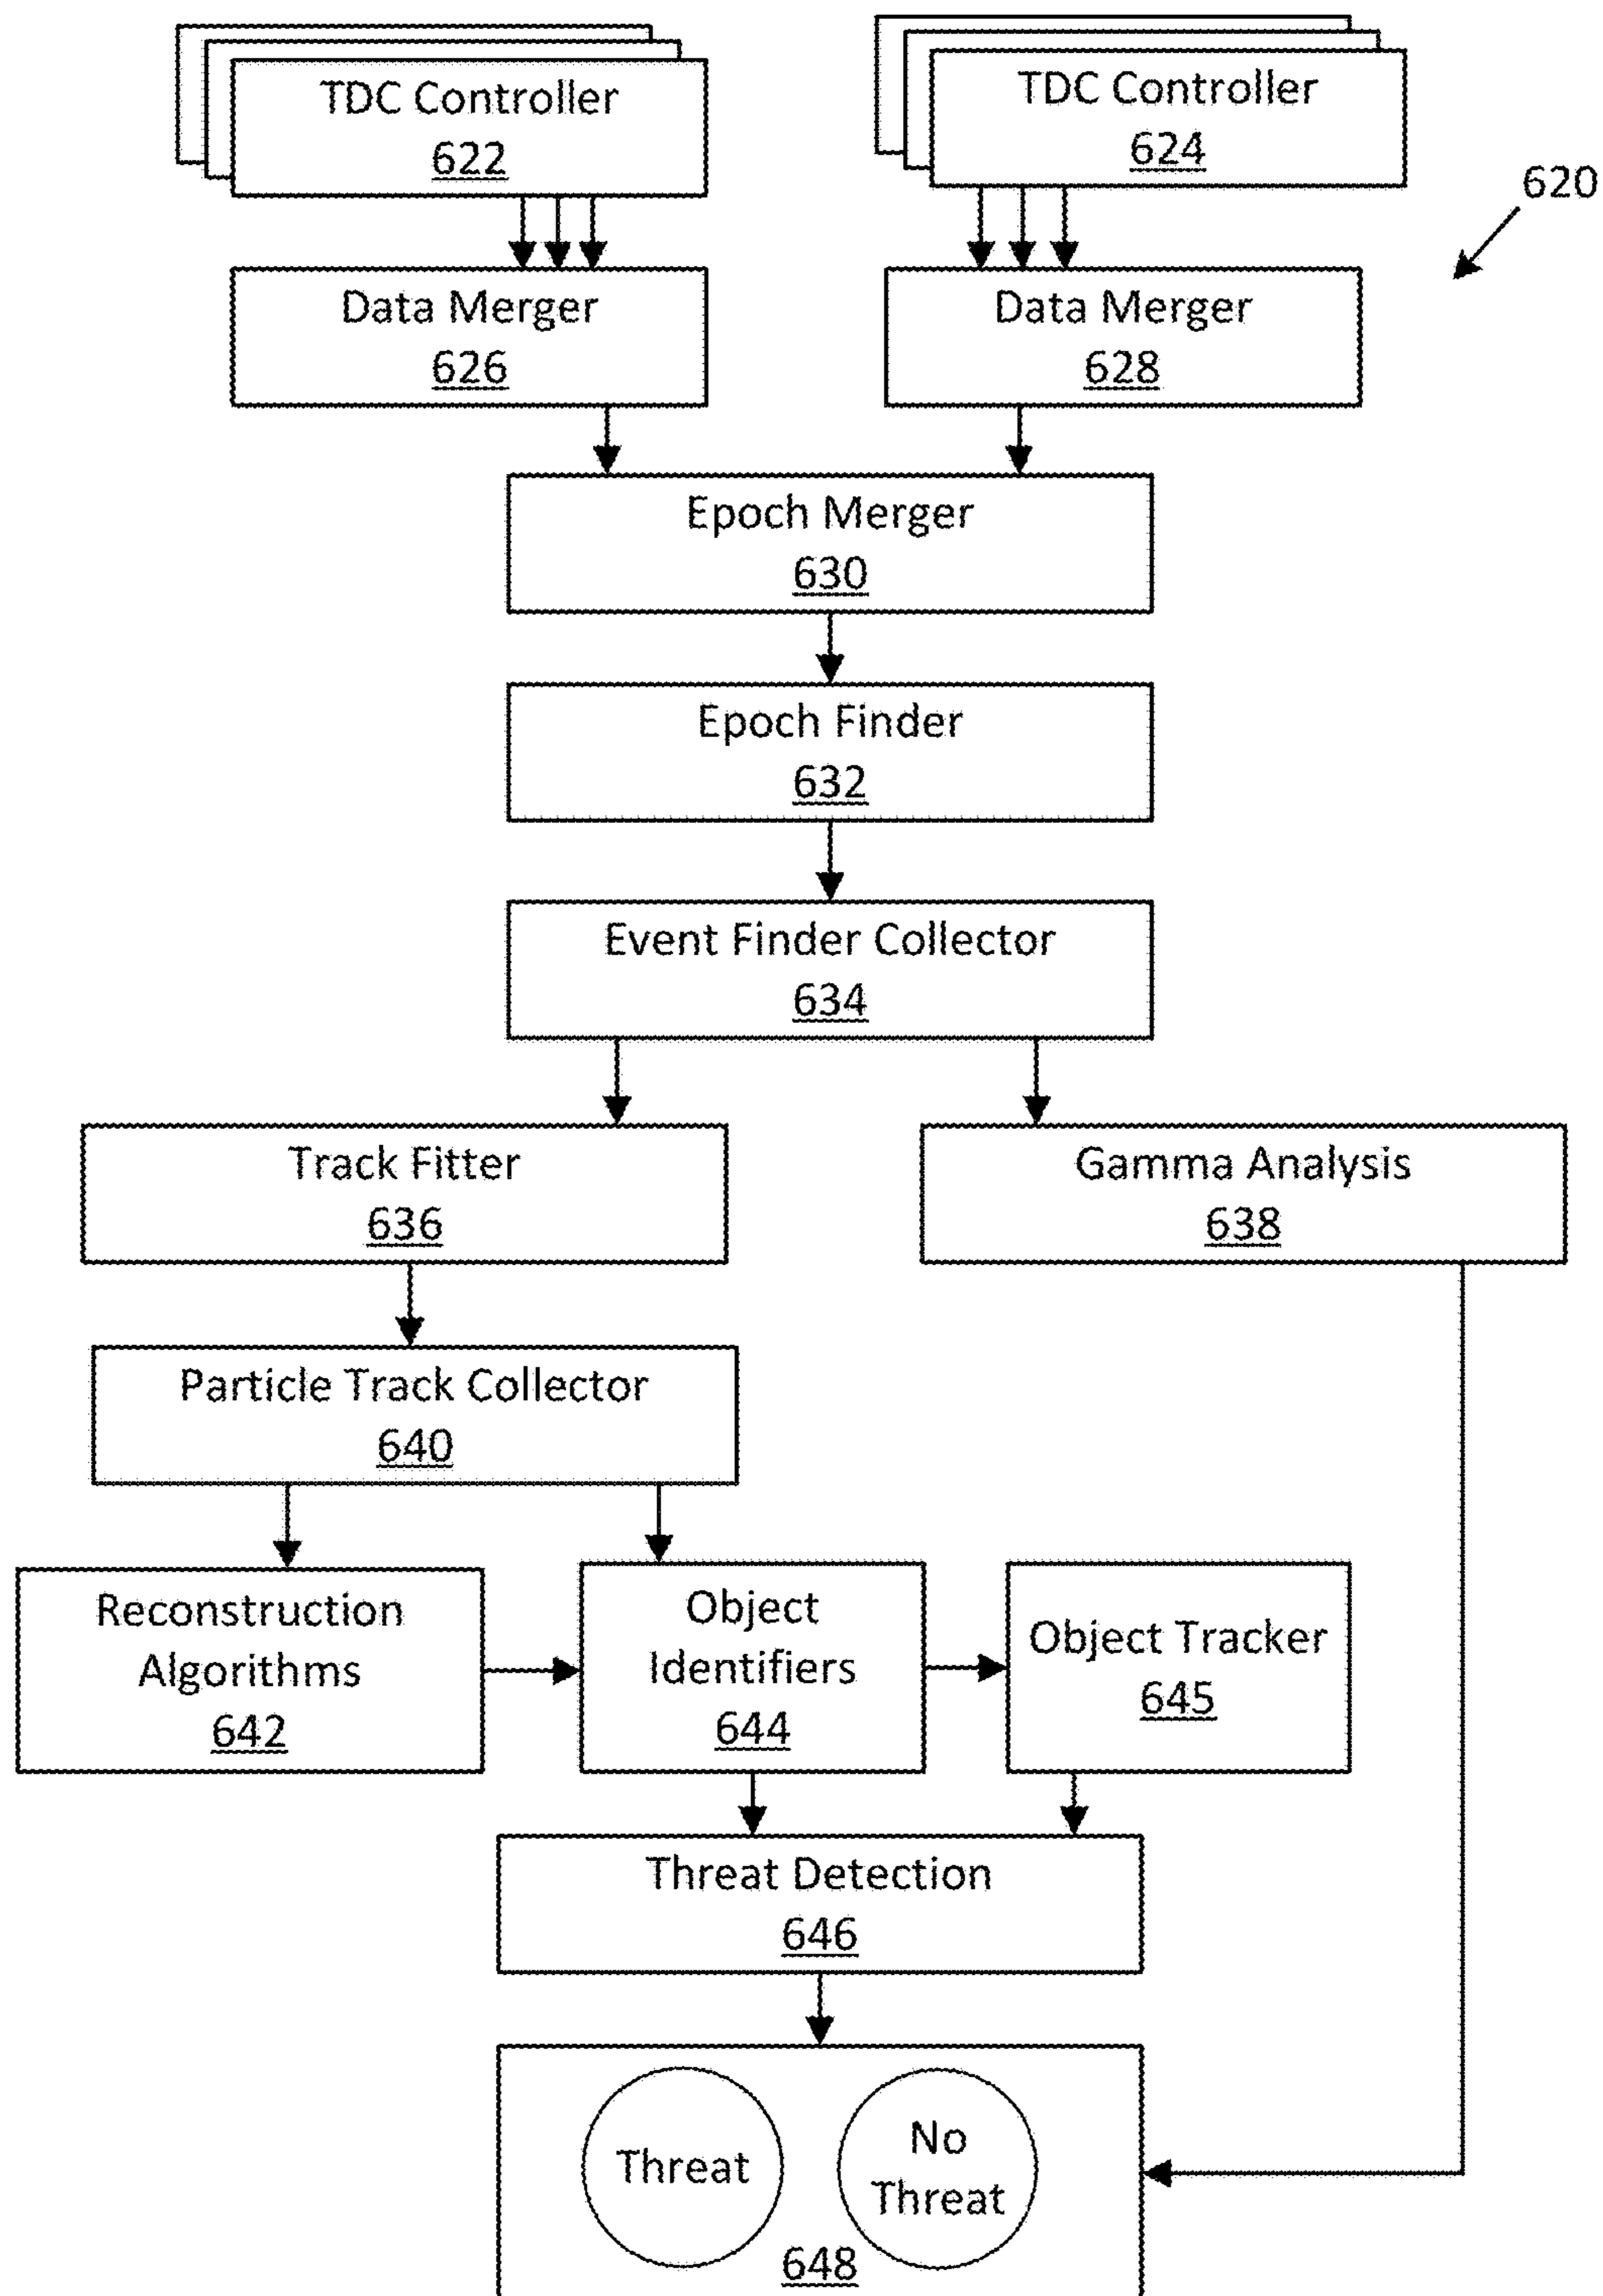 TDC Controller
622
TDC Controller
624
620
Data Merger
626
Data Merger
628
Epoch Merger
630
Epoch Finder
632
Event Finder Collector
634
Track Fitter
636
Gamma Analysis
638
Particle Track Collector
640
Reconstruction
Algorithms
642
Object
Identifiers
644
Object Tracker
645
Threat Detection
646
Threat
No
Threat
648